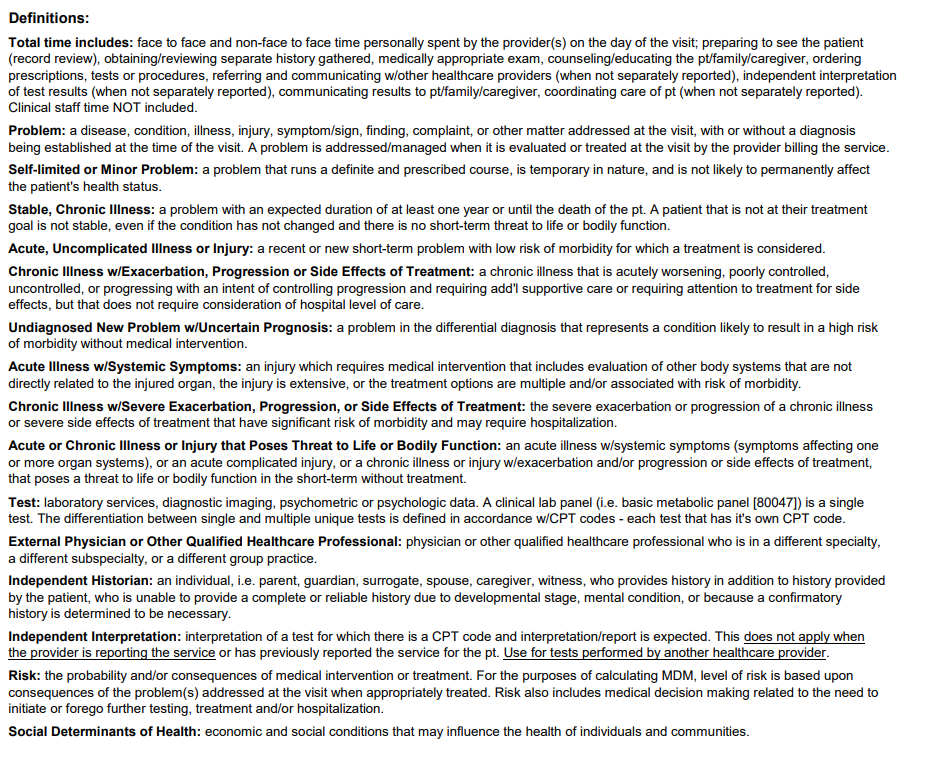 Definitions:
Total time includes: face to face and non-face to face time personally spent by the provider(s) on the day of the visit; preparing to see the patient
(record review), obtaining/reviewing separate history gathered, medically appropriate exam, counseling/educating the pt/family/caregiver, ordering
prescriptions, tests or procedures, referring and communicating w/other healthcare providers (when not separately reported), independent interpretation
of test results (when not separately reported), communicating results to pt/family/caregiver, coordinating care of pt (when not separately reported).
Clinical staff time NOT included.
Problem: a disease, condition, illness, injury, symptom/sign, finding, complaint, or other matter addressed at the visit, with or without a diagnosis
being established at the time of the visit. A problem is addressed/managed when it is evaluated or treated at the visit by the provider billing the service.
Self-limited or Minor Problem: a problem that runs a definite and prescribed course, is temporary in nature, and is not likely to permanently affect
the patient's health status.
Stable, Chronic Illness: a problem with an expected duration of at least one year or until the death of the pt. A patient that is not at their treatment
goal is not stable, even if the condition has not changed and there is no short-term threat to life or bodily function.
Acute, Uncomplicated Illness or Injury: a recent or new short-term problem with low risk of morbidity for which a treatment is considered.
Chronic Illness w/Exacerbation, Progression or Side Effects of Treatment: a chronic illness that is acutely worsening, poorly controlled,
uncontrolled, or progressing with an intent of controlling progression and requiring add'l supportive care or requiring attention to treatment for side
effects, but that does not require consideration of hospital level of care.
Undiagnosed New Problem w/Uncertain Prognosis: a problem in the differential diagnosis that represents a condition likely to result in a high risk
of morbidity without medical intervention.
Acute Illness w/Systemic Symptoms: an injury which requires medical intervention that includes evaluation of other body systems that are not
directly related to the injured organ, the injury is extensive, or the treatment options are multiple and/or associated with risk of morbidity.
Chronic Illness w/Severe Exacerbation, Progression, or Side Effects of Treatment: the severe exacerbation or progression of a chronic illness
or severe side effects of treatment that have significant risk of morbidity and may require hospitalization.
Acute or Chronic Illness or Injury that Poses Threat to Life or Bodily Function: an acute illness w/systemic symptoms (symptoms affecting one
or more organ systems), or an acute complicated injury, or a chronic illness or injury w/exacerbation and/or progression or side effects of treatment,
that poses a threat to life or bodily function in the short-term without treatment.
Test: laboratory services, diagnostic imaging, psychometric or psychologic data. A clinical lab panel (i.e. basic metabolic panel [80047]) is a single
test. The differentiation between single and multiple unique tests is defined in accordance w/CPT codes - each test that has it's own CPT code.
External Physician or Other Qualified Healthcare Professional: physician or other qualified healthcare professional who is in a different specialty,
a different subspecialty, or a different group practice.
Independent Historian: an individual, i.e. parent, guardian, surrogate, spouse, caregiver, witness, who provides history in addition to history provided
by the patient, who is unable to provide a complete or reliable history due to developmental stage, mental condition, or because a confirmatory
history is determined to be necessary.
Independent Interpretation: interpretation of a test for which there is a CPT code and interpretation/report is expected. This does not apply when
the provider is reporting the service or has previously reported the service for the pt. Use for tests performed by another healthcare provider.
Risk: the probability and/or consequences of medical intervention or treatment. For the purposes of calculating MDM, level of risk is based upon
consequences of the problem(s) addressed at the visit when appropriately treated. Risk also includes medical decision making related to the need to
initiate or forego further testing, treatment and/or hospitalization.
Social Determinants of Health: economic and social conditions that may influence the health of individuals and communities.